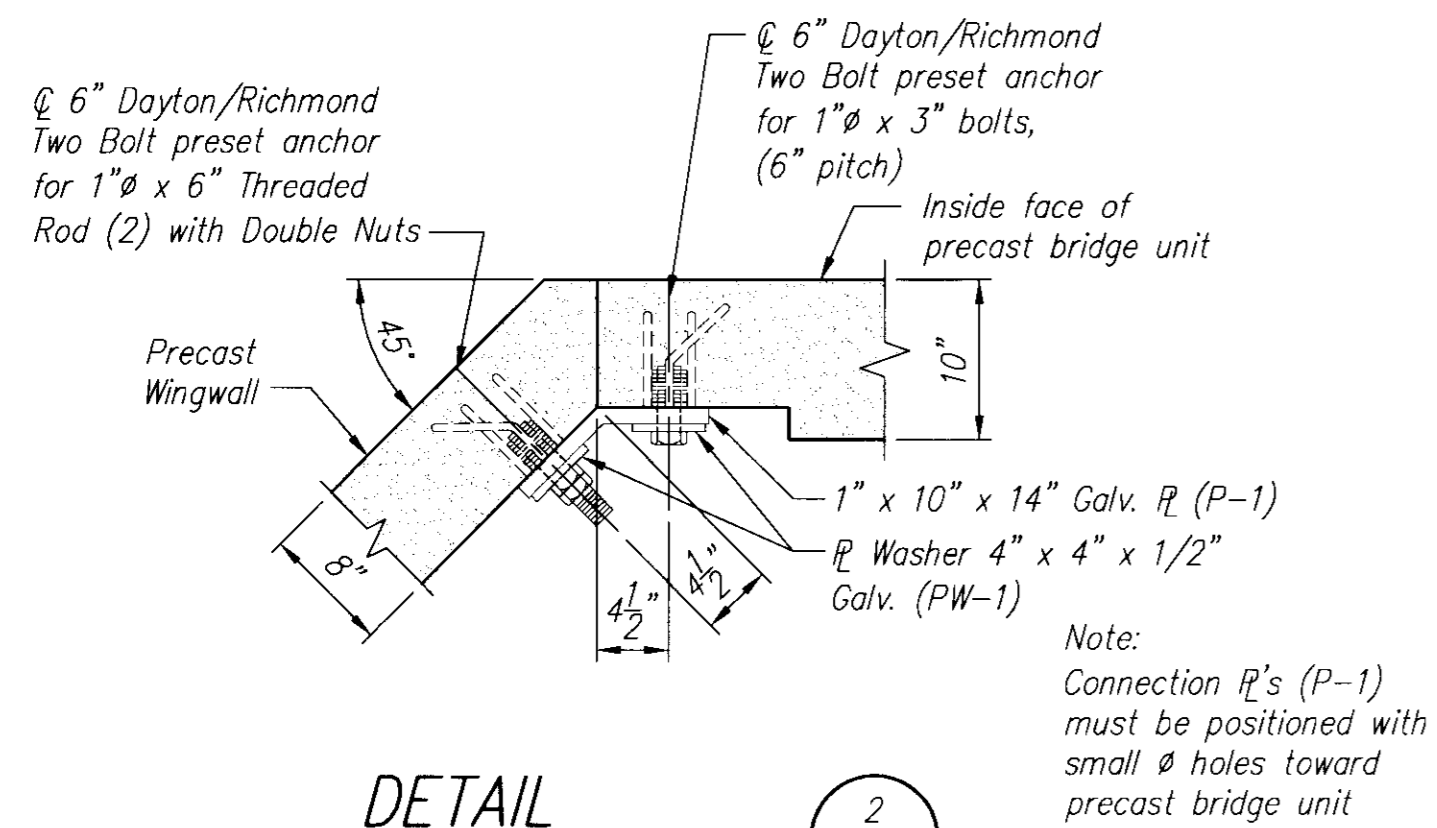 ℄ 6" Dayton/Richmond
Two Bolt preset anchor
for 1"ø x 6" Threaded
Rod (2) with Double Nuts
℄ 6" Dayton/Richmond
Two Bolt preset anchor
for 1"ø x 3" bolts,
(6" pitch)
Inside face of
precast bridge unit
45°
Precast
Wingwall
10"
8"
4 1/2"
4 1/2"
1" x 10" x 14" Galv. ⅊ (P-1)
⅊ Washer 4" x 4" x 1/2"
Galv. (PW-1)
Note:
Connection ⅊'s (P-1)
must be positioned with
small ø holes toward
precast bridge unit
DETAIL
2